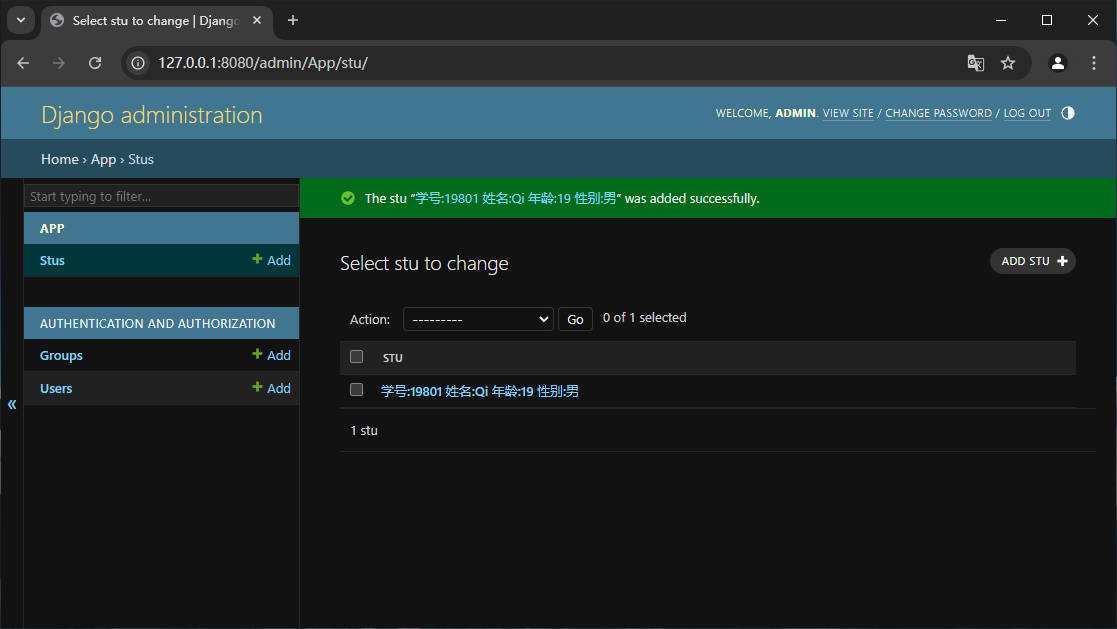 Select stu to change | Django
127.0.0.1:8080/admin/App/stu/
Django administration
WELCOME, ADMIN. VIEW SITE / CHANGE PASSWORD / LOG OUT
Home › App › Stus
Start typing to filter...
APP
Stus
+ Add
AUTHENTICATION AND AUTHORIZATION
Groups
+ Add
Users
+ Add
«
The stu “学号:19801 姓名:Qi 年龄:19 性别:男” was added successfully.
Select stu to change
ADD STU +
Action:
---------
Go
0 of 1 selected
STU
学号:19801 姓名:Qi 年龄:19 性别:男
1 stu